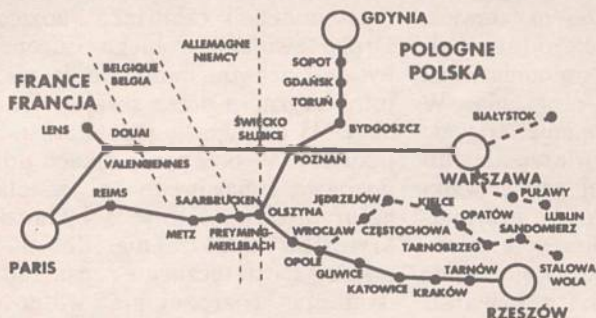 GDYNIA
ALLEMAGNE
NIEMCY
SOPOT
POLOGNE
POLSKA
BELGIQUE
BELGIA
GDAŃSK
FRANCE
FRANCJA
TORUŃ
BIAŁYSTOK
LENS
DOUAI
ŚWIĘCKO
SŁUBICE
BYDGOSZCZ
VALENCIENNES
POZNAŃ
WARSZAWA
REIMS
SAARBRÜCKEN
JĘDRZEJÓW
KIELCE
PUŁAWY
OLSZYNA
LUBLIN
METZ
FREYMING-
MERLEBACH
WROCŁAW
CZĘSTOCHOWA
OPATÓW
SANDOMIERZ
TARNOBRZEG
OPOLE
PARIS
GLIWICE
TARNÓW
STALOWA
WOLA
KATOWICE
KRAKÓW
RZESZÓW